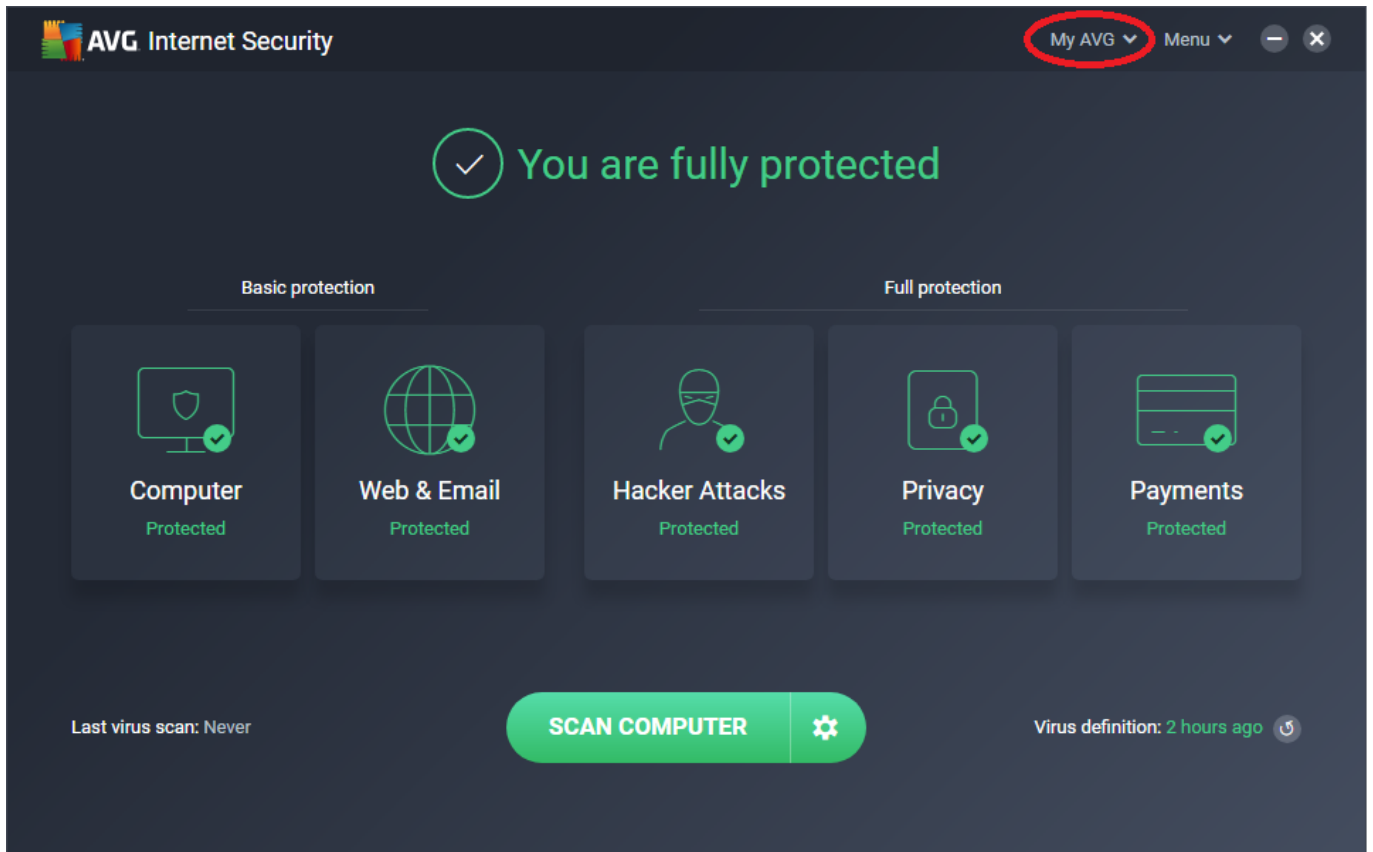 AVG Internet Security
My AVG
Menu
You are fully protected
Basic protection
Full protection
Computer
Protected
Web & Email
Protected
Hacker Attacks
Protected
Privacy
Protected
Payments
Protected
Last virus scan: Never
SCAN COMPUTER
Virus definition: 2 hours ago